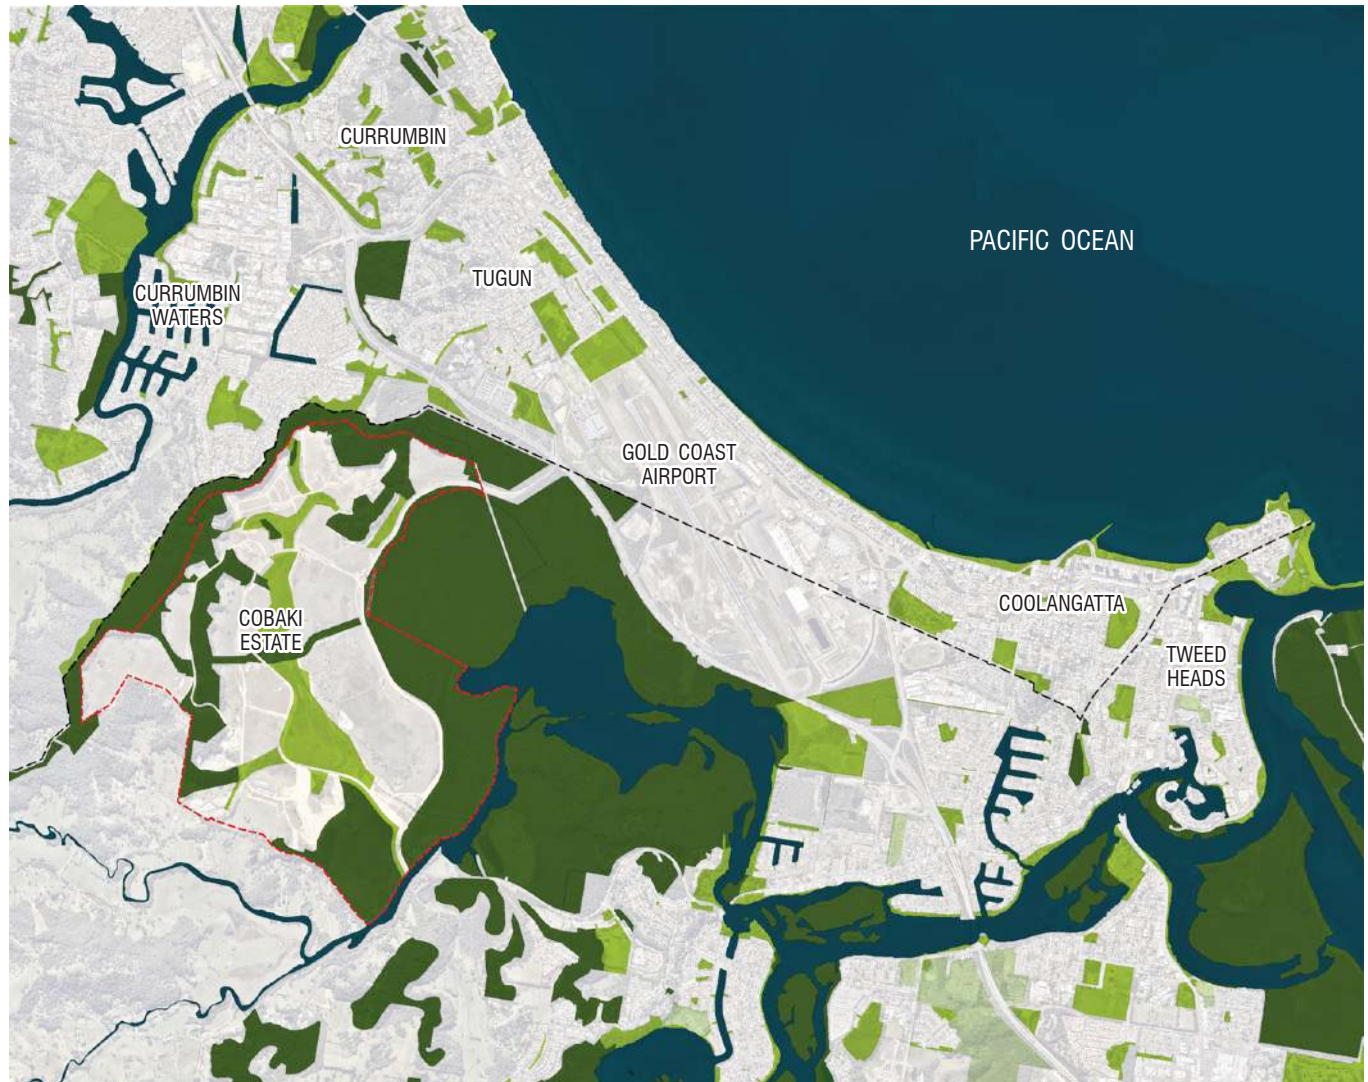 CURRUMBIN
PACIFIC OCEAN
TUGUN
CURRUMBIN
WATERS
GOLD COAST
AIRPORT
COOLANGATTA
COBAKI
ESTATE
TWEED
HEADS